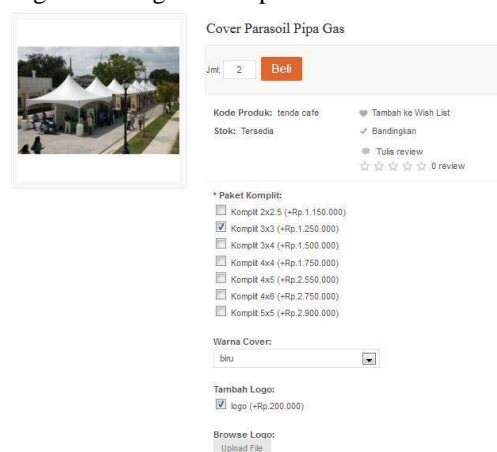 Cover Parasoil Pipa Gas
Jml: 2 Beli
Kode Produk: tenda cafe
Tambah ke Wish List
Stok: Tersedia
Bandingkan
Tulis review
0 review
* Paket Komplit:
Komplit 2x2.5 (+Rp.1.150.000)
Komplit 3x3 (+Rp.1.250.000)
Komplit 3x4 (+Rp.1.500.000)
Komplit 4x4 (+Rp.1.750.000)
Komplit 4x5 (+Rp.2.550.000)
Komplit 4x6 (+Rp.2.750.000)
Komplit 5x5 (+Rp.2.900.000)
Warna Cover:
biru
Tambah Logo:
logo (+Rp.200.000)
Browse Logo:
Upload File